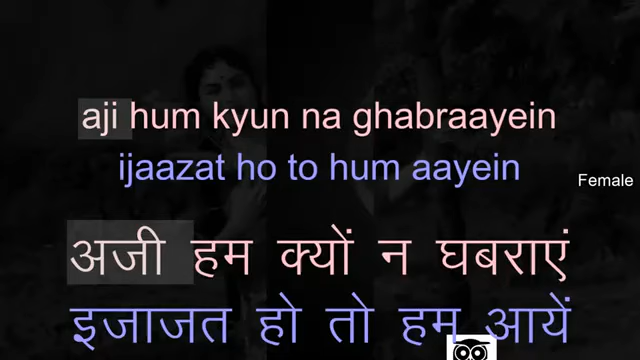 aji hum kyun na ghabraayein
ijaazat ho to hum aayein
Female
अजी हम क्यों न घबराएं
इजाजत हो तो हम आयें